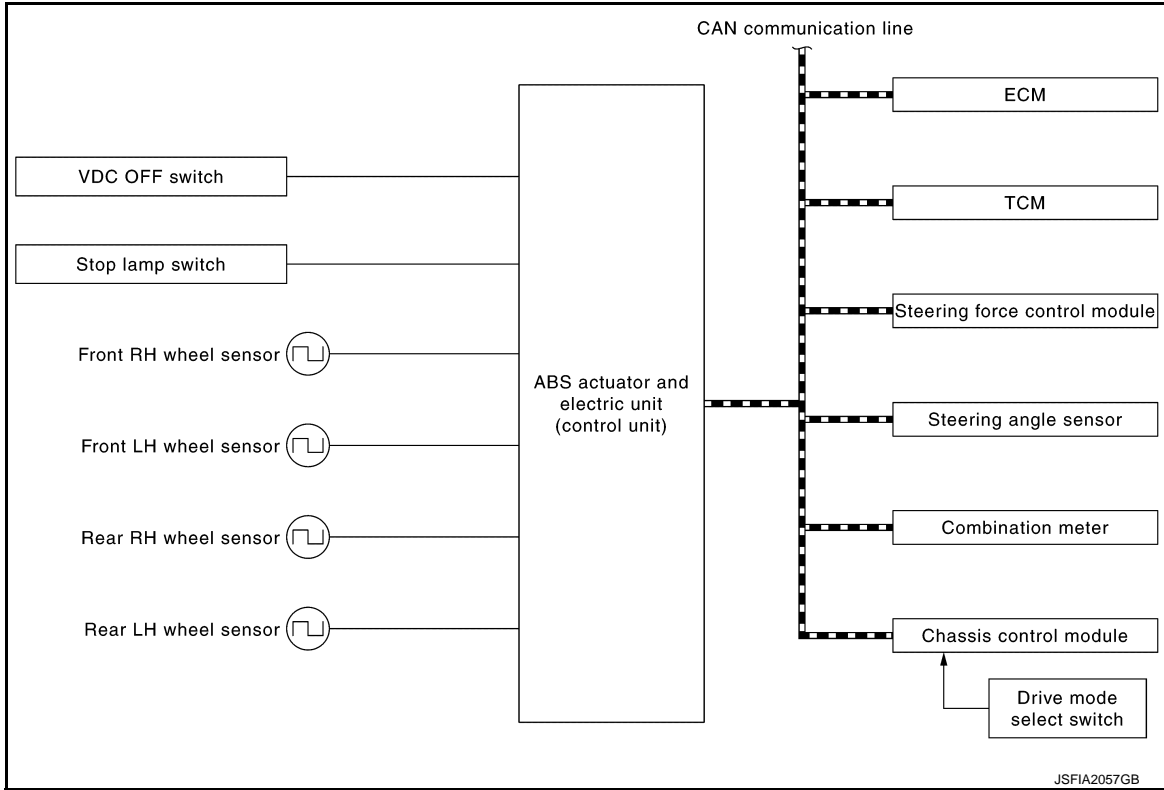 CAN communication line
ECM
VDC OFF switch
TCM
Stop lamp switch
Steering force control module
Front RH wheel sensor
ABS actuator and
electric unit
(control unit)
Steering angle sensor
Front LH wheel sensor
Rear RH wheel sensor
Combination meter
Rear LH wheel sensor
Chassis control module
Drive mode
select switch
JSFIA2057GB